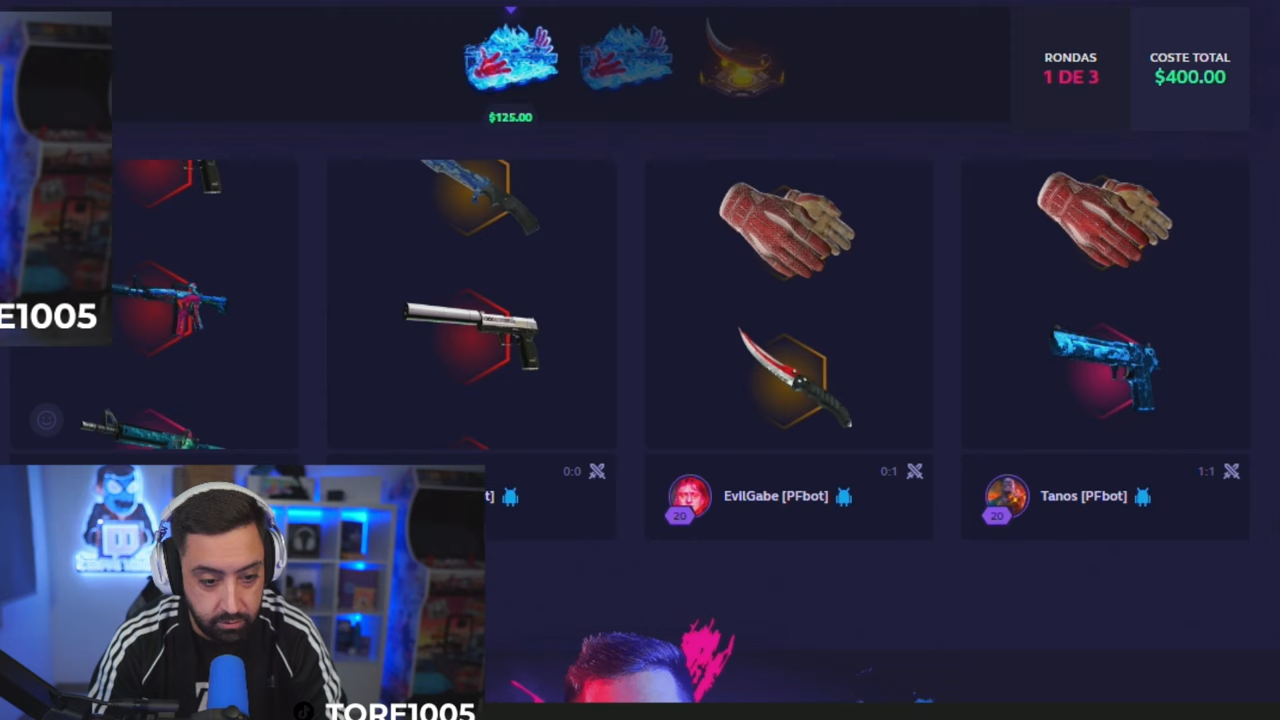 RONDAS
1 DE 3
COSTE TOTAL
$400.00
$125.00
E1005
0:0
t]
0:1
EvilGabe [PFbot]
20
1:1
Tanos [PFbot]
20
TORE1005